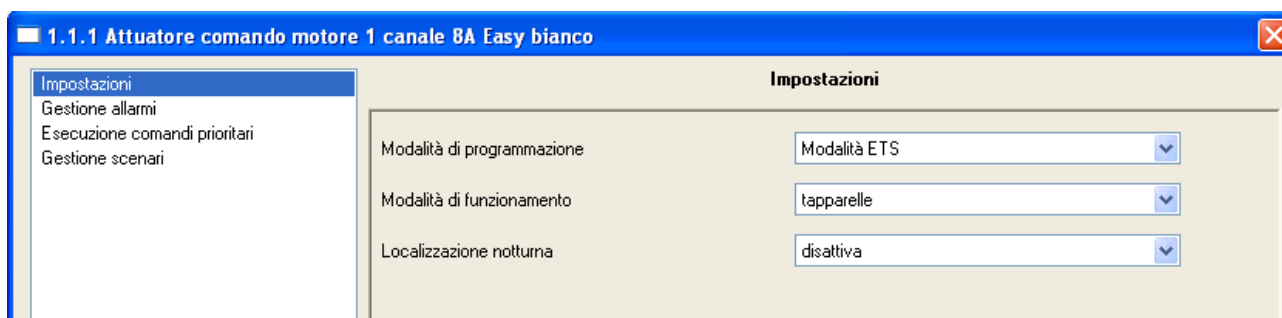 1.1.1 Attuatore comando motore 1 canale 8A Easy bianco
Impostazioni
Gestione allarmi
Esecuzione comandi prioritari
Gestione scenari
Impostazioni
Modalità di programmazione Modalità ETS
Modalità di funzionamento tapparelle
Localizzazione notturna disattiva